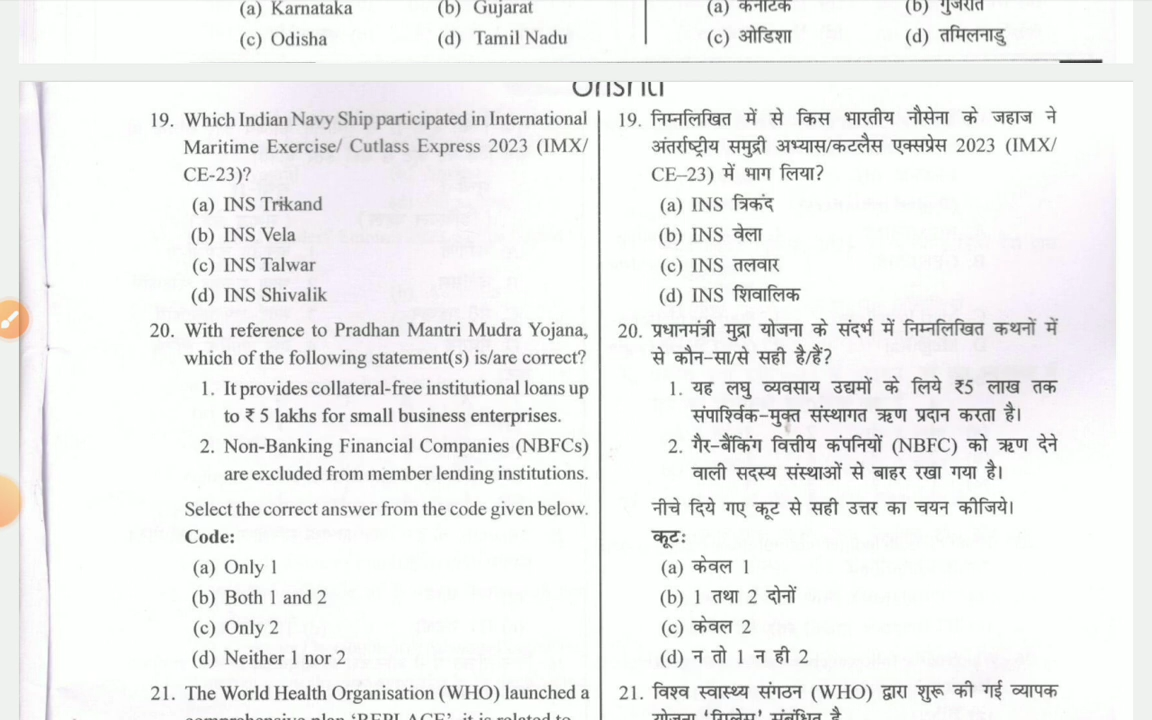 (a) Karnataka
(b) Gujarat
(c) Odisha
(d) Tamil Nadu
(a) कर्नाटक
(b) गुजरात
(c) ओडिशा
(d) तमिलनाडु
19. Which Indian Navy Ship participated in International
Maritime Exercise/ Cutlass Express 2023 (IMX/
CE-23)?
(a) INS Trikand
(b) INS Vela
(c) INS Talwar
(d) INS Shivalik
20. With reference to Pradhan Mantri Mudra Yojana,
which of the following statement(s) is/are correct?
1. It provides collateral-free institutional loans up
to ₹ 5 lakhs for small business enterprises.
2. Non-Banking Financial Companies (NBFCs)
are excluded from member lending institutions.
Select the correct answer from the code given below.
Code:
(a) Only 1
(b) Both 1 and 2
(c) Only 2
(d) Neither 1 nor 2
21. The World Health Organisation (WHO) launched a
comprehensive plan 'REPLACE', it is related to
19. निम्नलिखित में से किस भारतीय नौसेना के जहाज ने
अंतर्राष्ट्रीय समुद्री अभ्यास/कटलैस एक्सप्रेस 2023 (IMX/
CE–23) में भाग लिया?
(a) INS त्रिकंद
(b) INS वेला
(c) INS तलवार
(d) INS शिवालिक
20. प्रधानमंत्री मुद्रा योजना के संदर्भ में निम्नलिखित कथनों में
से कौन-सा/से सही है/हैं?
1. यह लघु व्यवसाय उद्यमों के लिये ₹5 लाख तक
संपार्श्विक-मुक्त संस्थागत ऋण प्रदान करता है।
2. गैर-बैंकिंग वित्तीय कंपनियों (NBFC) को ऋण देने
वाली सदस्य संस्थाओं से बाहर रखा गया है।
नीचे दिये गए कूट से सही उत्तर का चयन कीजिये।
कूटः
(a) केवल 1
(b) 1 तथा 2 दोनों
(c) केवल 2
(d) न तो 1 न ही 2
21. विश्व स्वास्थ्य संगठन (WHO) द्वारा शुरू की गई व्यापक
योजना 'रिप्लेस' संबंधित है